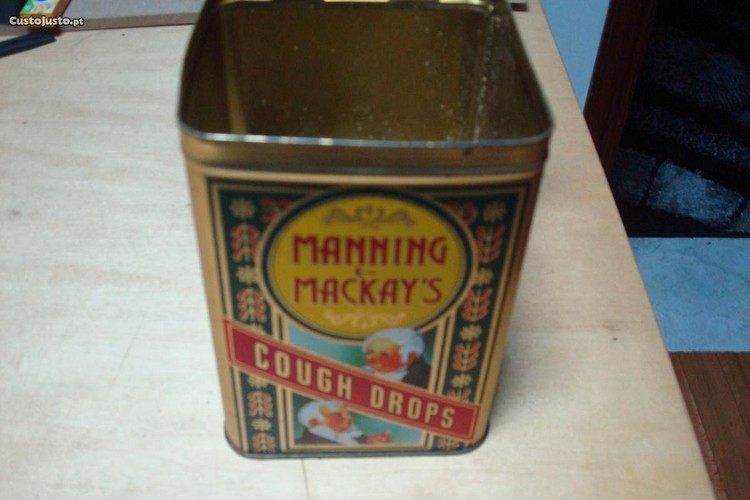 CustoJusto.pt
MANNING
&
MACKAY'S
COUGH DROPS